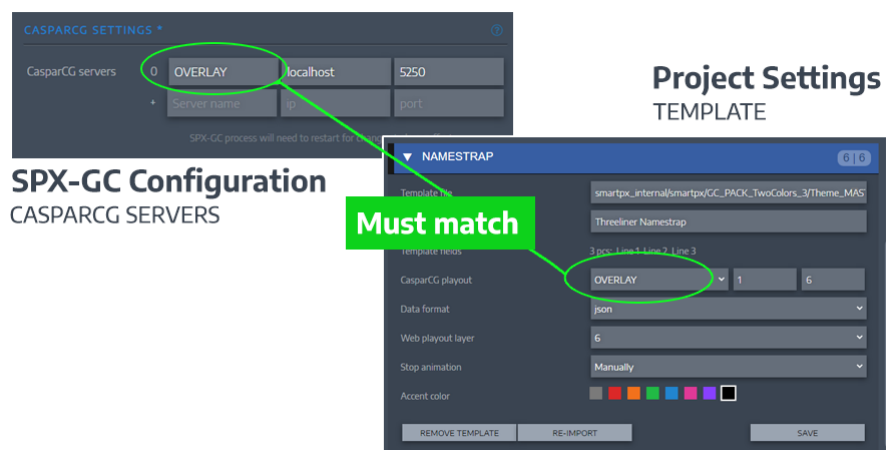 CASPARCG SETTINGS *
CasparCG servers 0 OVERLAY localhost 5250
+ Server name ip port
SPX-GC process will need to restart for
SPX-GC Configuration
CASPARCG SERVERS
Project Settings
TEMPLATE
Must match
▼ NAMESTRAP 6 | 6
Template file smartpx_internal/smartpx/GC_PACK_TwoColors_3/Theme_MAS
Threeliner Namestrap
Template fields 3 pcs: Line 1 Line 2 Line 3
CasparCG playout OVERLAY 1 6
Data format json
Web playout layer 6
Stop animation Manually
Accent color
REMOVE TEMPLATE RE-IMPORT SAVE